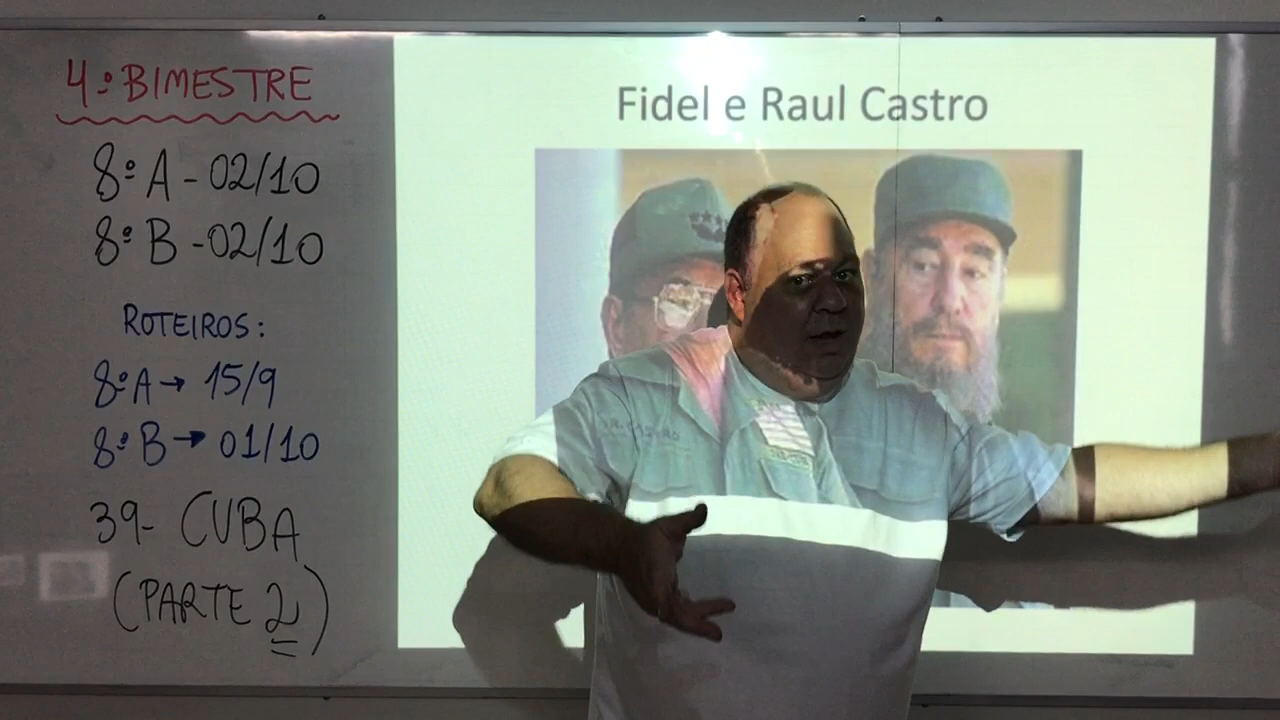 4º BIMESTRE
8º A - 02/10
8º B - 02/10
ROTEIROS:
8º A → 15/9
8º B → 01/10
39- CUBA
(PARTE 2)
Fidel e Raul Castro
R. CASTRO